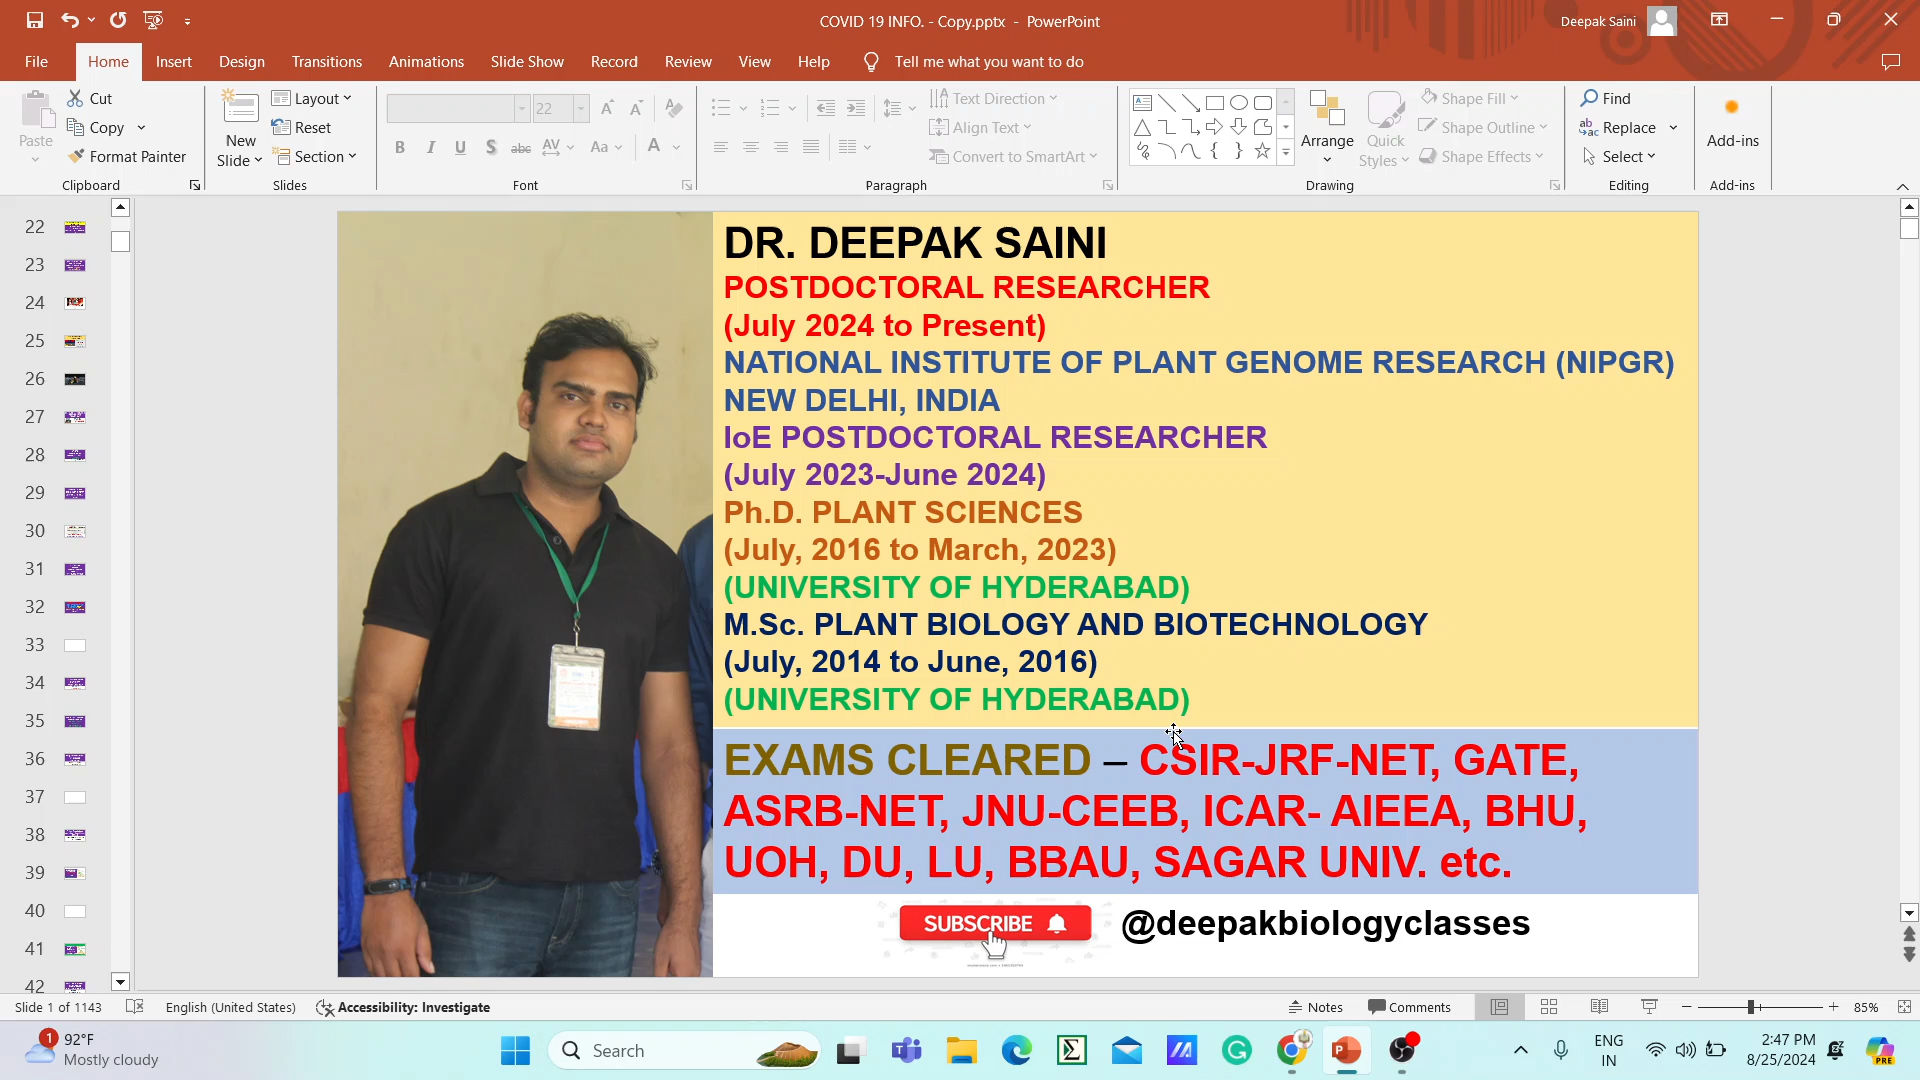 COVID 19 INFO. - Copy.pptx - PowerPoint
Deepak Saini
File Home Insert Design Transitions Animations Slide Show Record Review View Help Tell me what you want to do
Paste
Cut
Copy
Format Painter
Clipboard
New Slide
Layout
Reset
Section
Slides
22
Font
Text Direction
Align Text
Convert to SmartArt
Paragraph
Arrange
Quick Styles
Shape Fill
Shape Outline
Shape Effects
Drawing
Find
Replace
Select
Editing
Add-ins
Add-ins
22
23
24
25
26
27
28
29
30
31
32
33
34
35
36
37
38
39
40
41
42
DR. DEEPAK SAINI
POSTDOCTORAL RESEARCHER
(July 2024 to Present)
NATIONAL INSTITUTE OF PLANT GENOME RESEARCH (NIPGR)
NEW DELHI, INDIA
IoE POSTDOCTORAL RESEARCHER
(July 2023-June 2024)
Ph.D. PLANT SCIENCES
(July, 2016 to March, 2023)
(UNIVERSITY OF HYDERABAD)
M.Sc. PLANT BIOLOGY AND BIOTECHNOLOGY
(July, 2014 to June, 2016)
(UNIVERSITY OF HYDERABAD)
EXAMS CLEARED – CSIR-JRF-NET, GATE,
ASRB-NET, JNU-CEEB, ICAR- AIEEA, BHU,
UOH, DU, LU, BBAU, SAGAR UNIV. etc.
SUBSCRIBE
@deepakbiologyclasses
Slide 1 of 1143 English (United States) Accessibility: Investigate Notes Comments 85%
1
92°F
Mostly cloudy
Search
ENG
IN
2:47 PM
8/25/2024
PRE